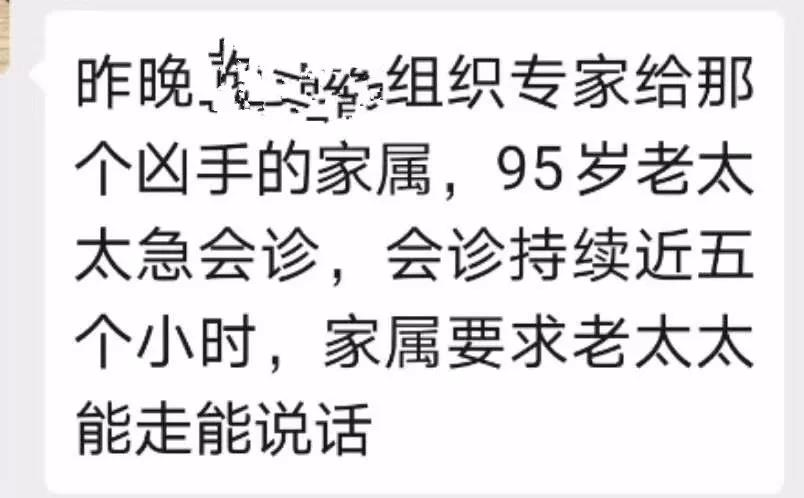 昨晚组织专家给那
个凶手的家属，95岁老太
太急会诊，会诊持续近五
个小时，家属要求老太太
能走能说话